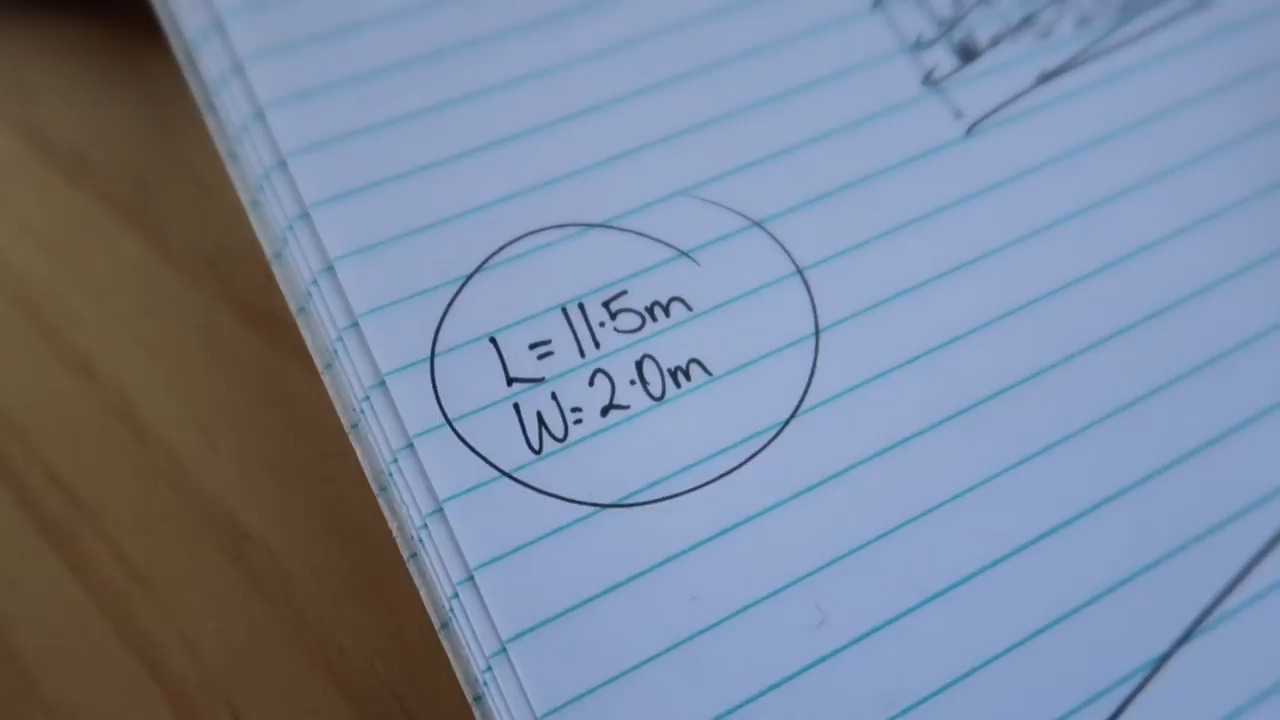 L = 11.5m
W = 2.0m